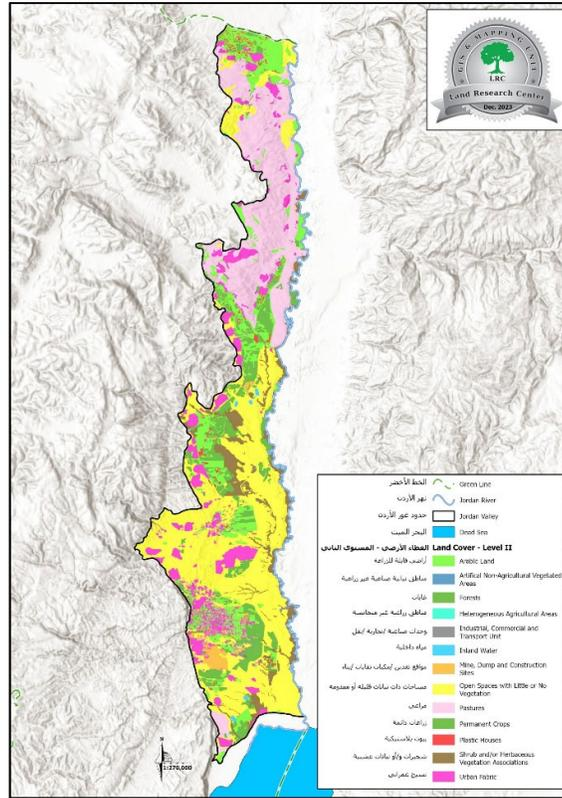 GIS & MAPPING UNIT
LRC
Land Research Center
Dec. 2023
الخط الأخضر Green Line
نهر الأردن Jordan River
حدود غور الأردن Jordan Valley
البحر الميت Dead Sea
الغطاء الأرضي - المستوى الثاني Land Cover - Level II
أراضي قابلة للزراعة Arable Land
مناطق نباتية صناعية غير زراعية Artifical Non-Agricultural Vegetated
Areas
غابات Forests
مناطق زراعية غير متجانسة Heterogeneous Agricultural Areas
وحدات صناعية /تجارية /نقل Industrial, Commercial and
Transport Unit
مياه داخلية Inland Water
مواقع تعدين /مكبات نفايات /بناء Mine, Dump and Construction
Sites
مساحات ذات نباتات قليلة أو معدومة Open Spaces with Little or No
Vegetation
مراعي Pastures
زراعات دائمة Permanent Crops
بيوت بلاستيكية Plastic Houses
شجيرات و/أو نباتات عشبية Shrub and/or Herbaceous
Vegetation Associations
نسيج عمراني Urban Fabric
N
1:270,000